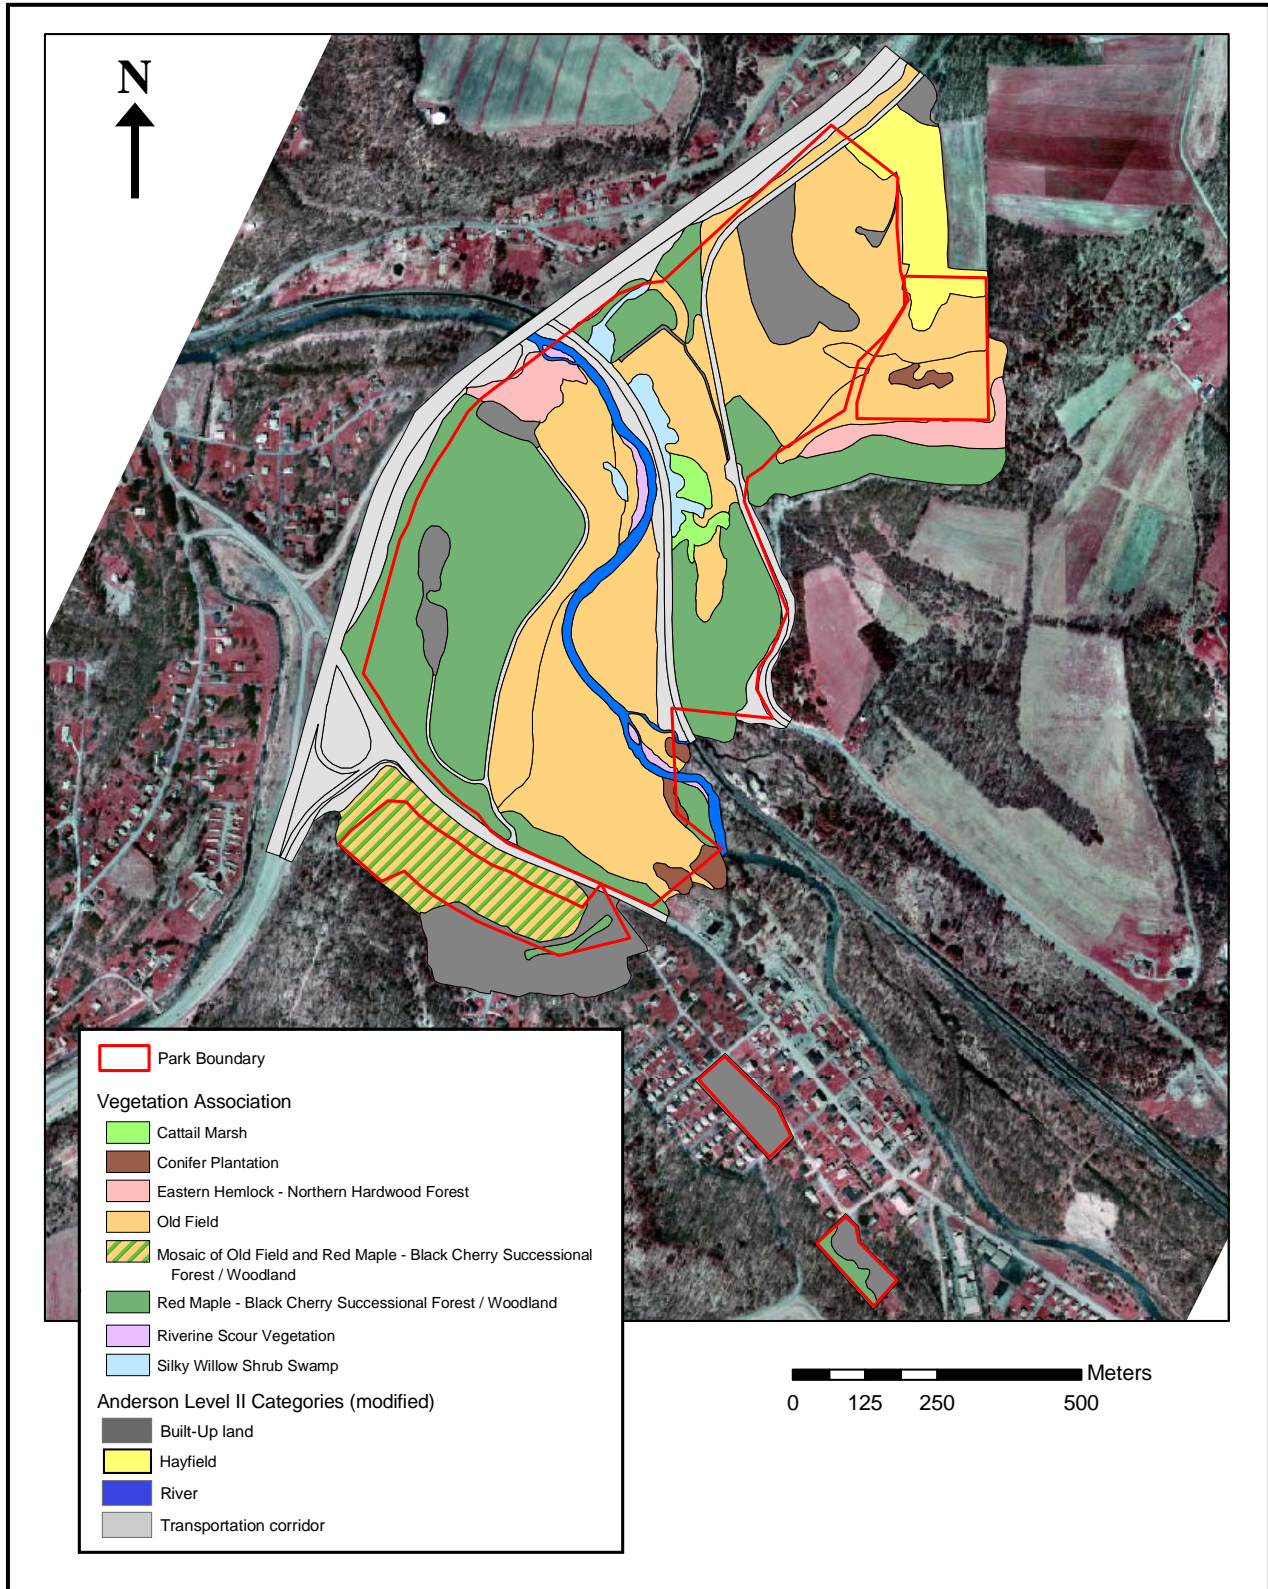 N
Park Boundary
Vegetation Association
Cattail Marsh
Conifer Plantation
Eastern Hemlock - Northern Hardwood Forest
Old Field
Mosaic of Old Field and Red Maple - Black Cherry Successional
Forest / Woodland
Red Maple - Black Cherry Successional Forest / Woodland
Riverine Scour Vegetation
Silky Willow Shrub Swamp
Anderson Level II Categories (modified)
Built-Up land
Hayfield
River
Transportation corridor
Meters
0 125 250 500